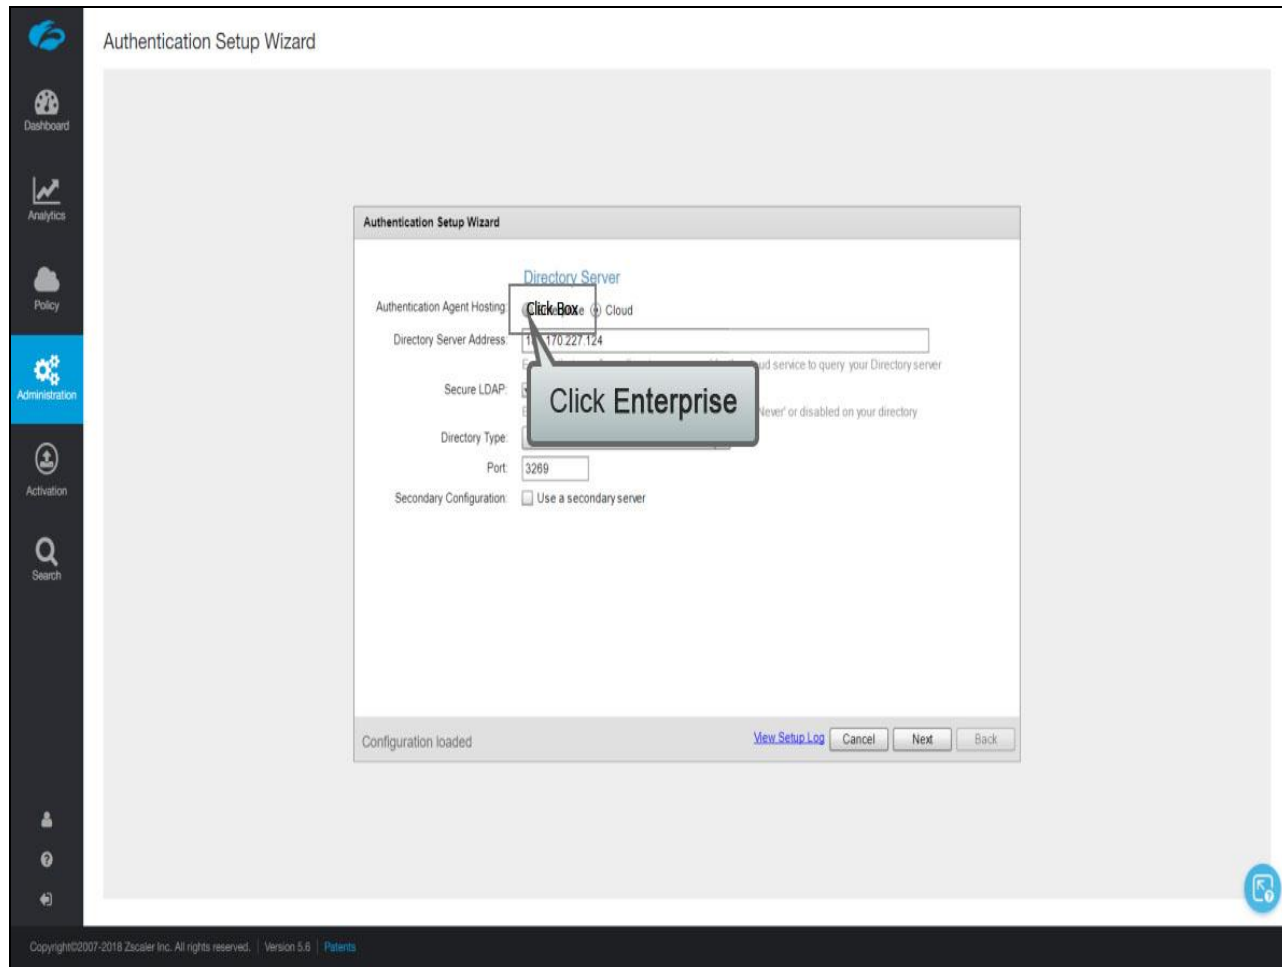 Authentication Setup Wizard
Dashboard
Analytics
Policy
Administration
Activation
Search
Authentication Setup Wizard
Directory Server
Authentication Agent Hosting: Click Box Cloud
Directory Server Address: 170.227.124
service to query your Directory server
Click Enterprise
Secure LDAP:
Never' or disabled on your directory
Directory Type:
Port: 3269
Secondary Configuration: Use a secondary server
Configuration loaded
View Setup Log Cancel Next Back
Copyright©2007-2018 Zscaler Inc. All rights reserved. | Version 5.6 | Patents